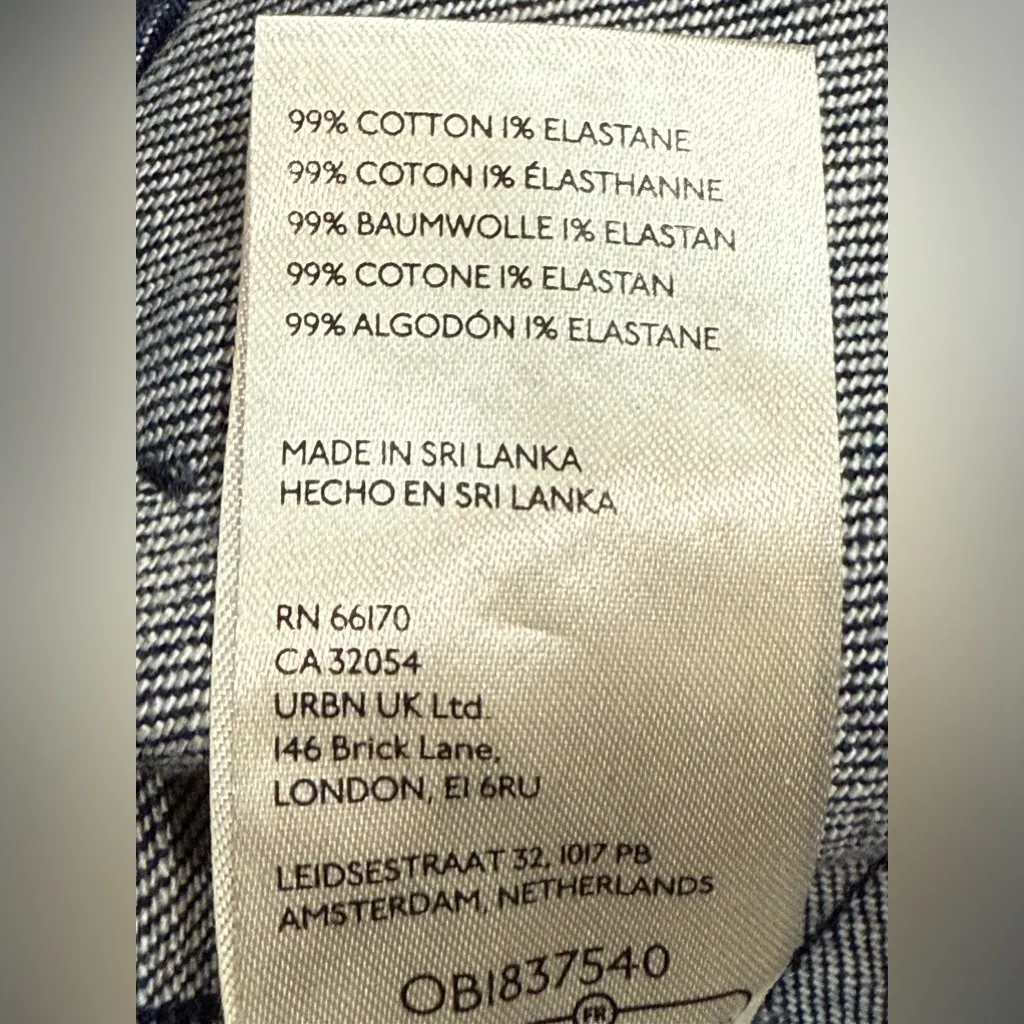 99% COTTON 1% ELASTANE
99% COTON 1% ÉLASTHANNE
99% BAUMWOLLE 1% ELASTAN
99% COTONE 1% ELASTAN
99% ALGODÓN 1% ELASTANE
MADE IN SRI LANKA
HECHO EN SRI LANKA
RN 66170
CA 32054
URBN UK Ltd.
146 Brick Lane,
LONDON, E1 6RU
LEIDSESTRAAT 32, 1017 PB
AMSTERDAM, NETHERLANDS
OB1837540
FR